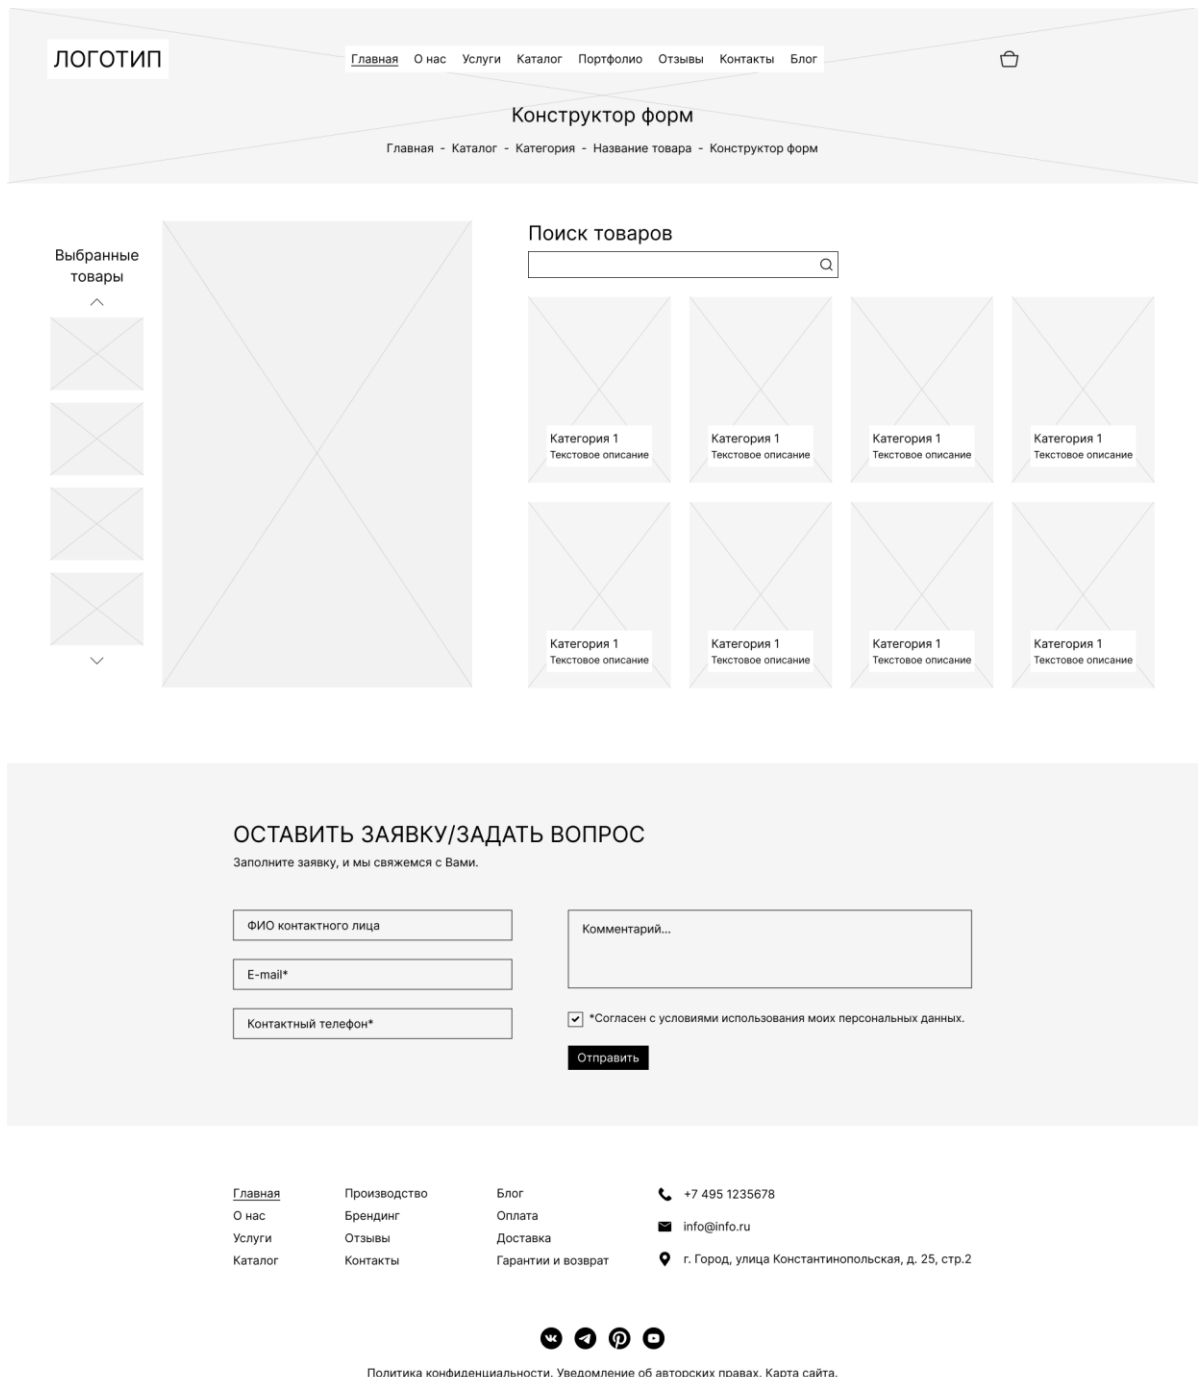 ЛОГОТИП
Главная О нас Услуги Каталог Портфолио Отзывы Контакты Блог
Конструктор форм
Главная - Каталог - Категория - Название товара - Конструктор форм
Выбранные
товары
Поиск товаров
Категория 1 Категория 1 Категория 1 Категория 1
Текстовое описание Текстовое описание Текстовое описание Текстовое описание
Категория 1 Категория 1 Категория 1 Категория 1
Текстовое описание Текстовое описание Текстовое описание Текстовое описание
ОСТАВИТЬ ЗАЯВКУ/ЗАДАТЬ ВОПРОС
Заполните заявку, и мы свяжемся с Вами.
ФИО контактного лица
E-mail*
Контактный телефон*
Комментарий...
*Согласен с условиями использования моих персональных данных.
Отправить
Главная
О нас
Услуги
Каталог
Производство
Брендинг
Отзывы
Контакты
Блог
Оплата
Доставка
Гарантии и возврат
+7 495 1235678
info@info.ru
г. Город, улица Константинопольская, д. 25, стр.2
Политика конфиденциальности. Уведомление об авторских правах. Карта сайта.